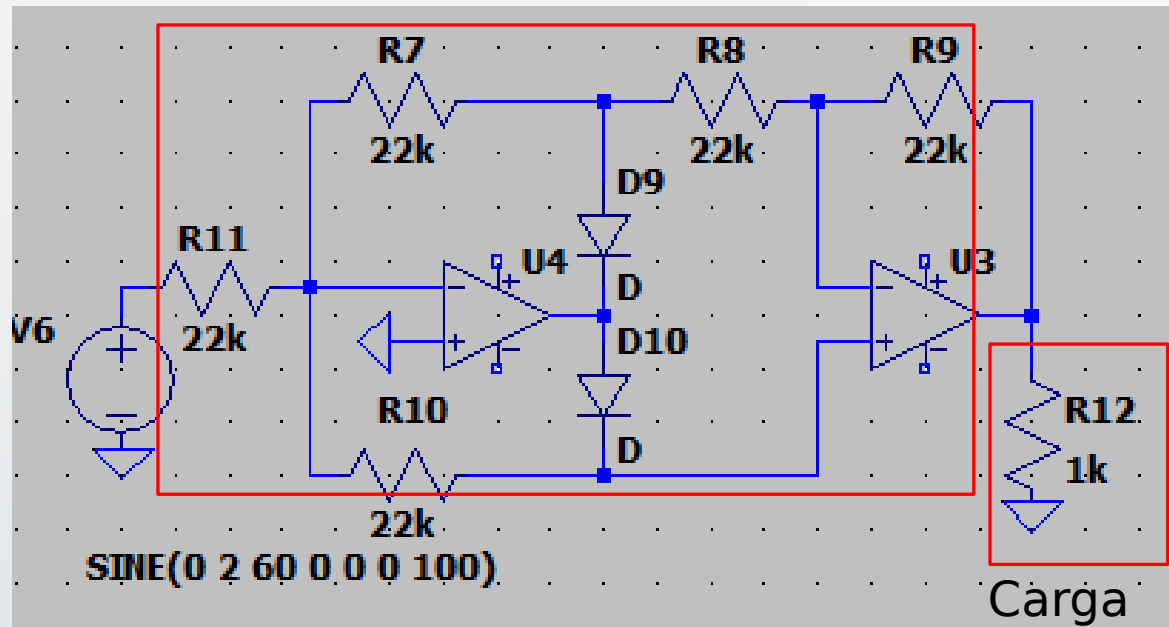 R7
R8
R9
22k
22k
22k
D9
R11
U4
U3
D
V6
22k
D10
R10
R12
D
1k
22k
SINE(0 2 60 0 0 0 100)
Carga